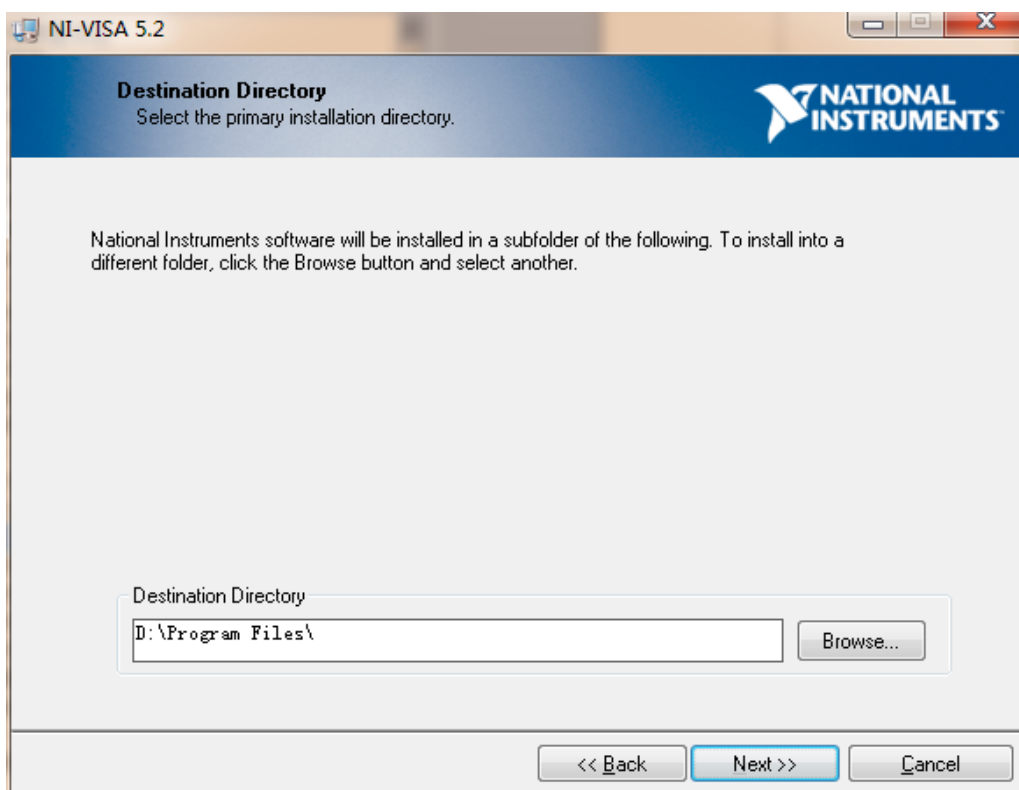 NI-VISA 5.2
Destination Directory
Select the primary installation directory.
NATIONAL
INSTRUMENTS
National Instruments software will be installed in a subfolder of the following. To install into a
different folder, click the Browse button and select another.
Destination Directory
D:\Program Files\
Browse...
<< Back
Next >>
Cancel